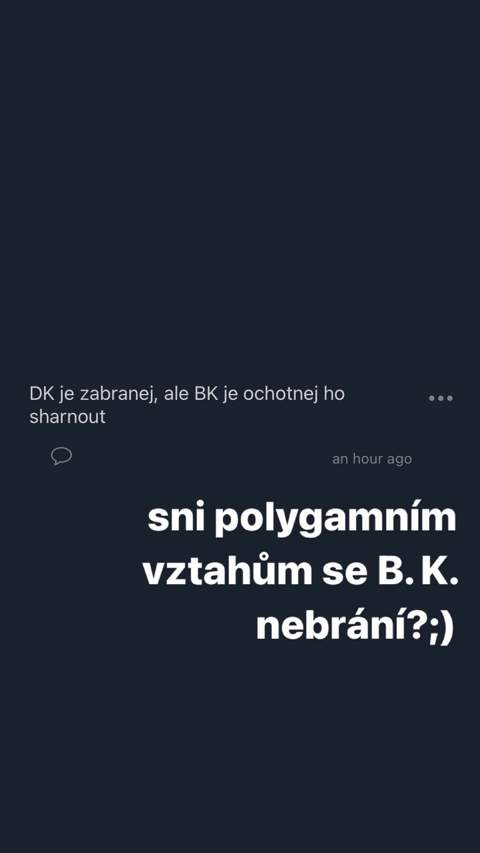 DK je zabranej, ale BK je ochotnej ho
sharnout
an hour ago
sni polygamním
vztahům se B. K.
nebrání?;)